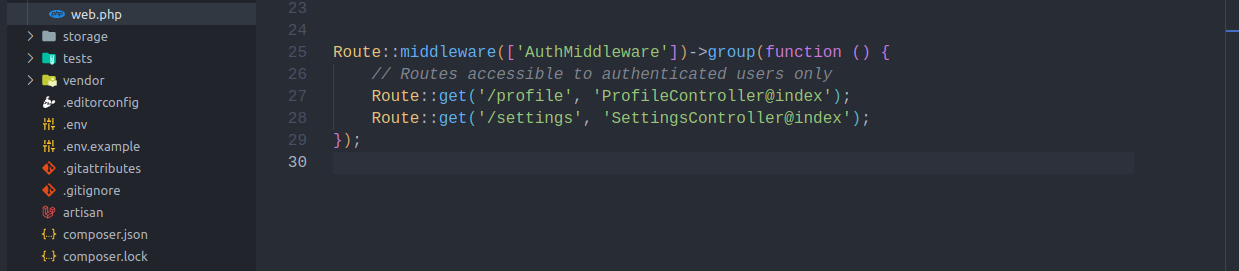 web.php
storage
tests
vendor
.editorconfig
.env
.env.example
.gitattributes
.gitignore
artisan
composer.json
composer.lock
23
24
25 Route::middleware(['AuthMiddleware'])->group(function () {
26     // Routes accessible to authenticated users only
27     Route::get('/profile', 'ProfileController@index');
28     Route::get('/settings', 'SettingsController@index');
29 });
30